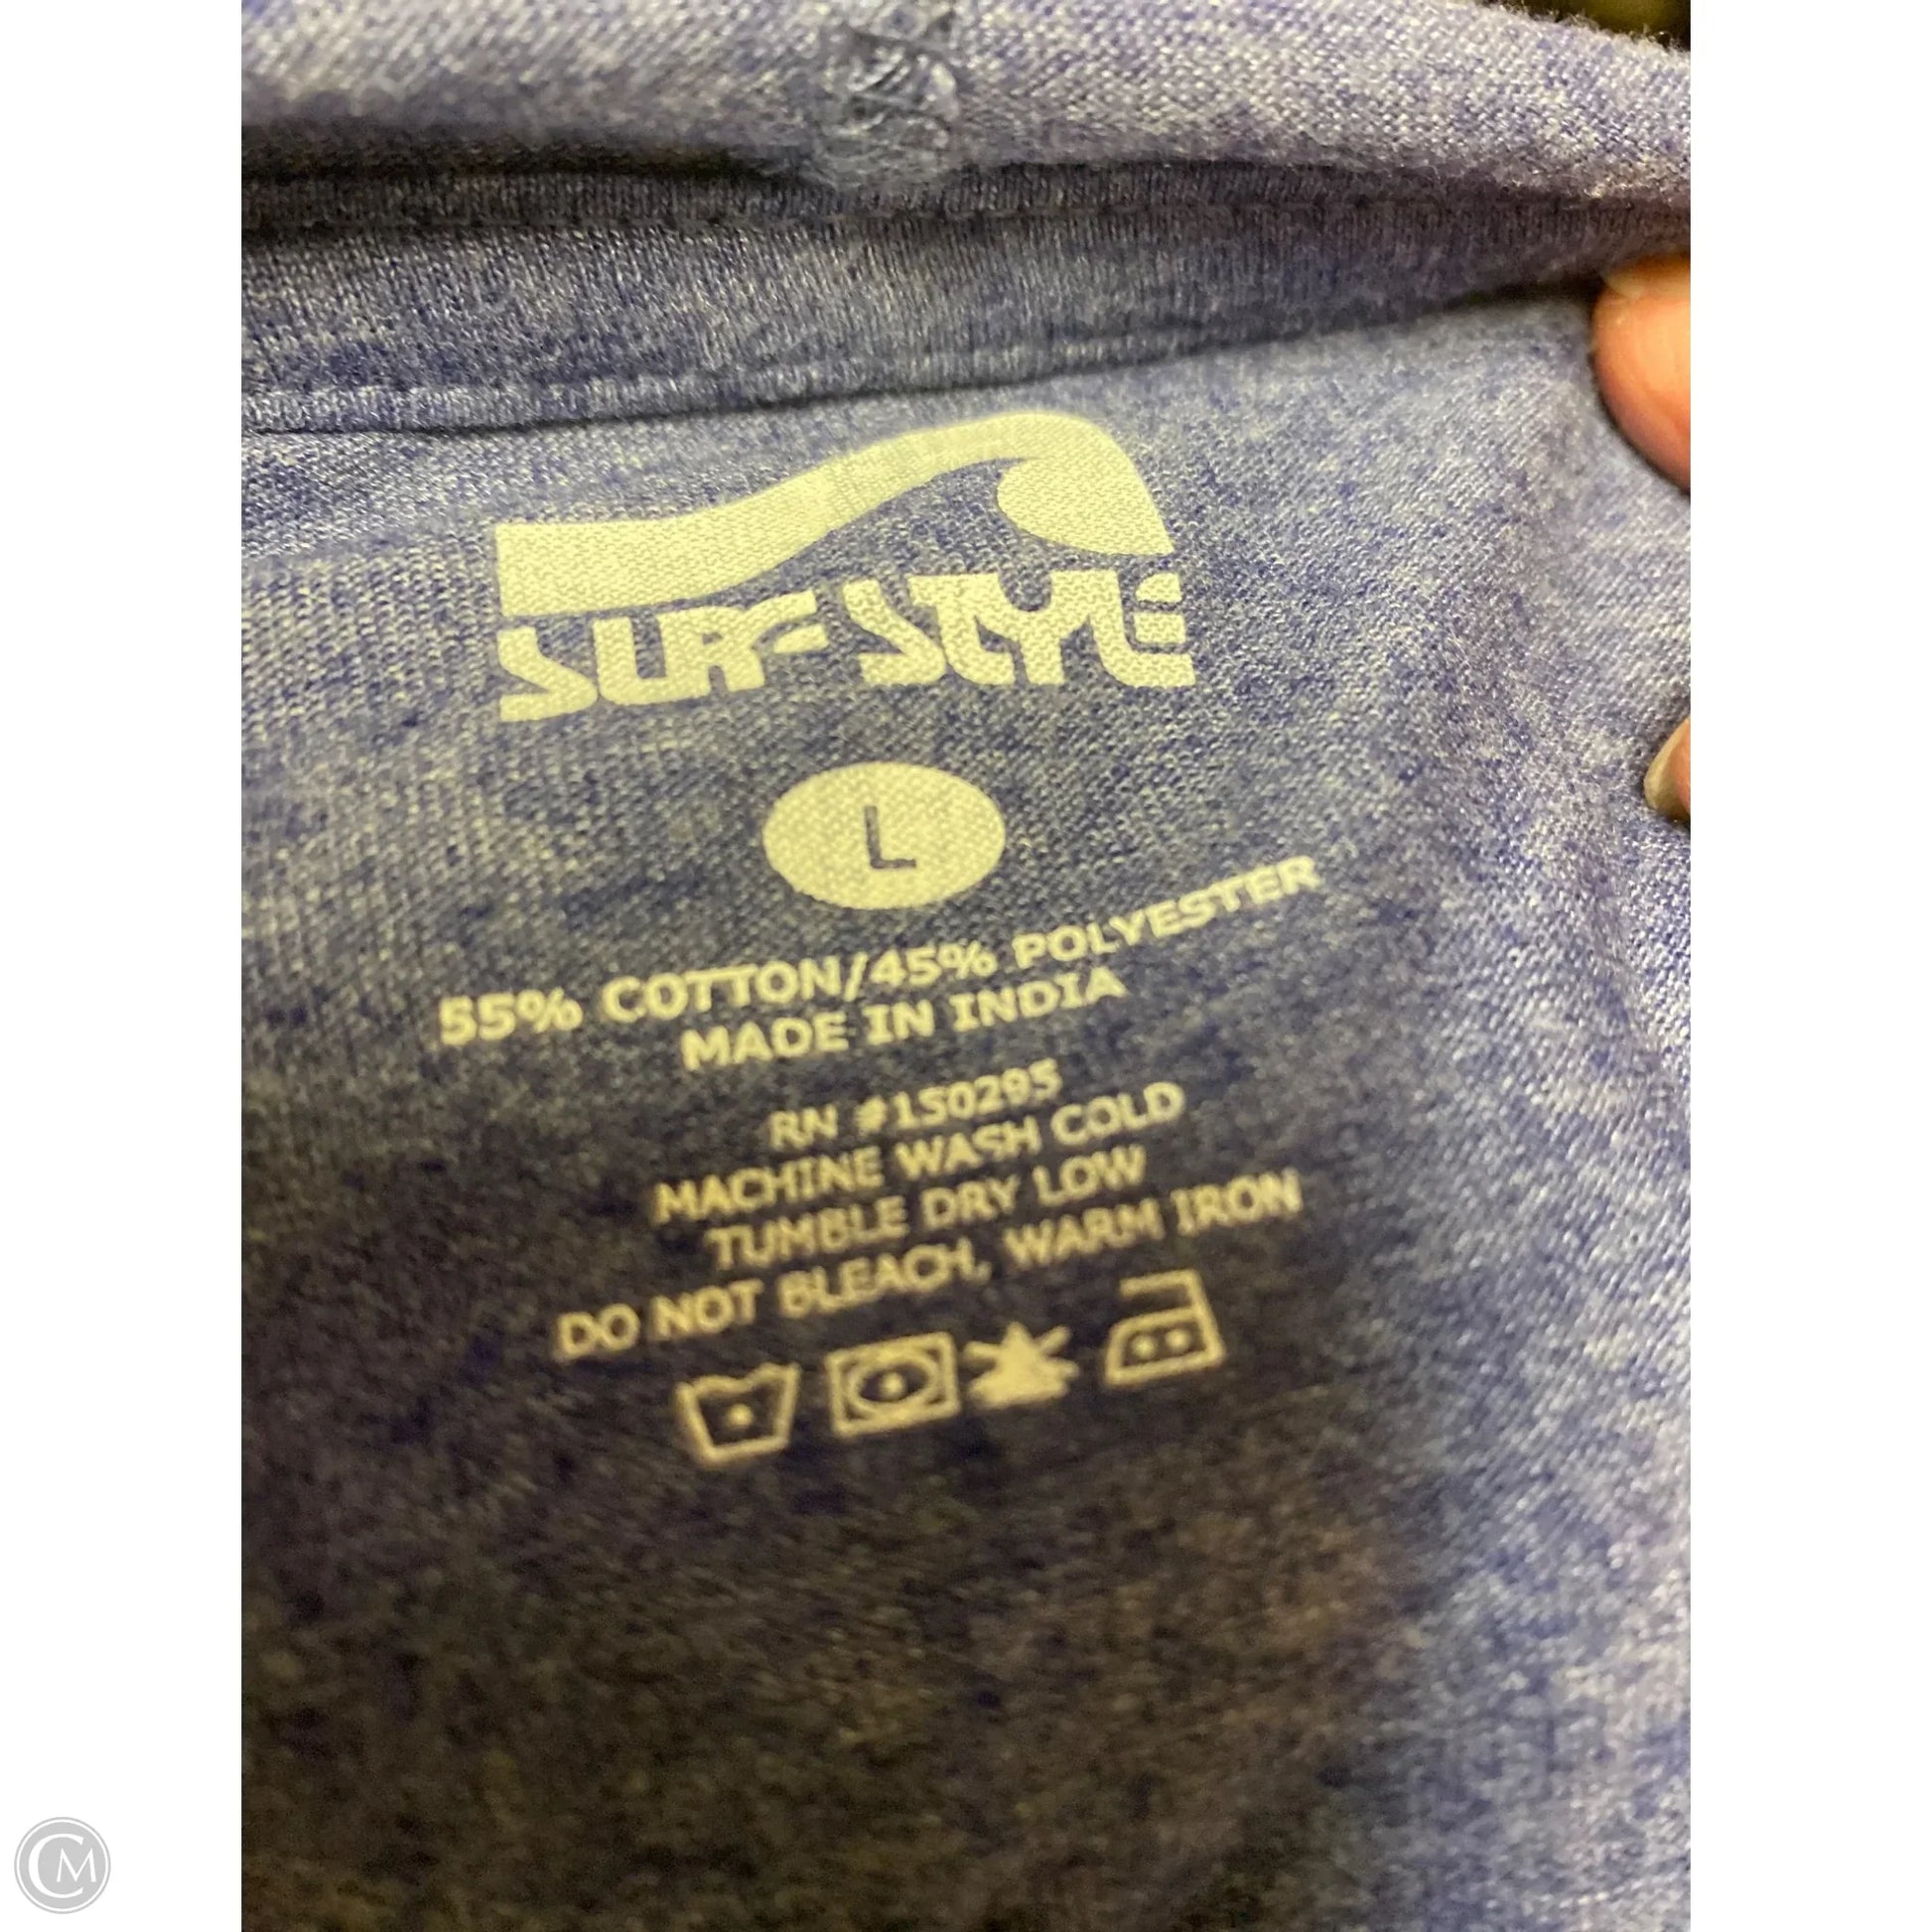 SURF STYLE
L
55% COTTON/45% POLYESTER
MADE IN INDIA
RN #150295
MACHINE WASH COLD
TUMBLE DRY LOW
DO NOT BLEACH, WARM IRON
CM